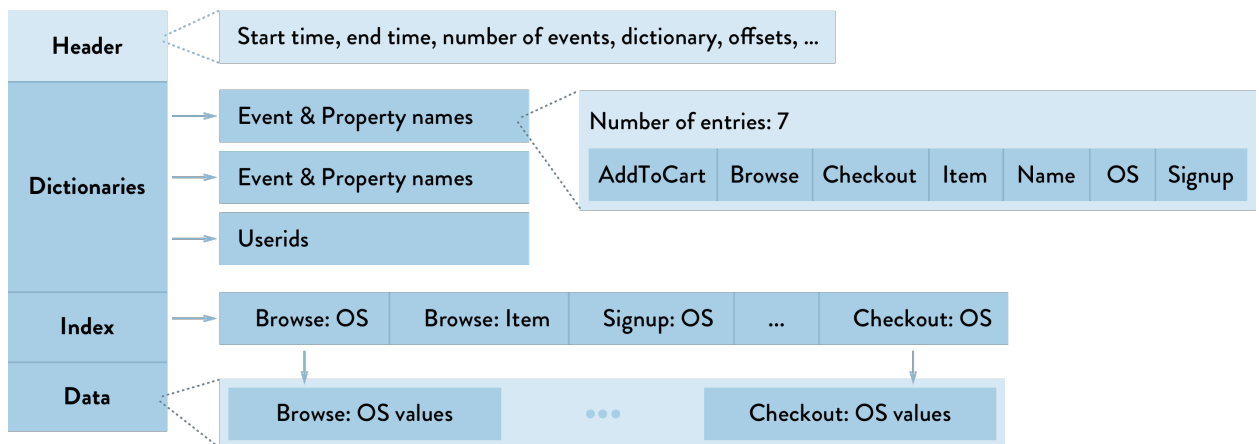 Header
Start time, end time, number of events, dictionary, offsets, ...
Dictionaries
Event & Property names
Number of entries: 7
AddToCart Browse Checkout Item Name OS Signup
Event & Property names
Userids
Index
Browse: OS Browse: Item Signup: OS ... Checkout: OS
Data
Browse: OS values Checkout: OS values